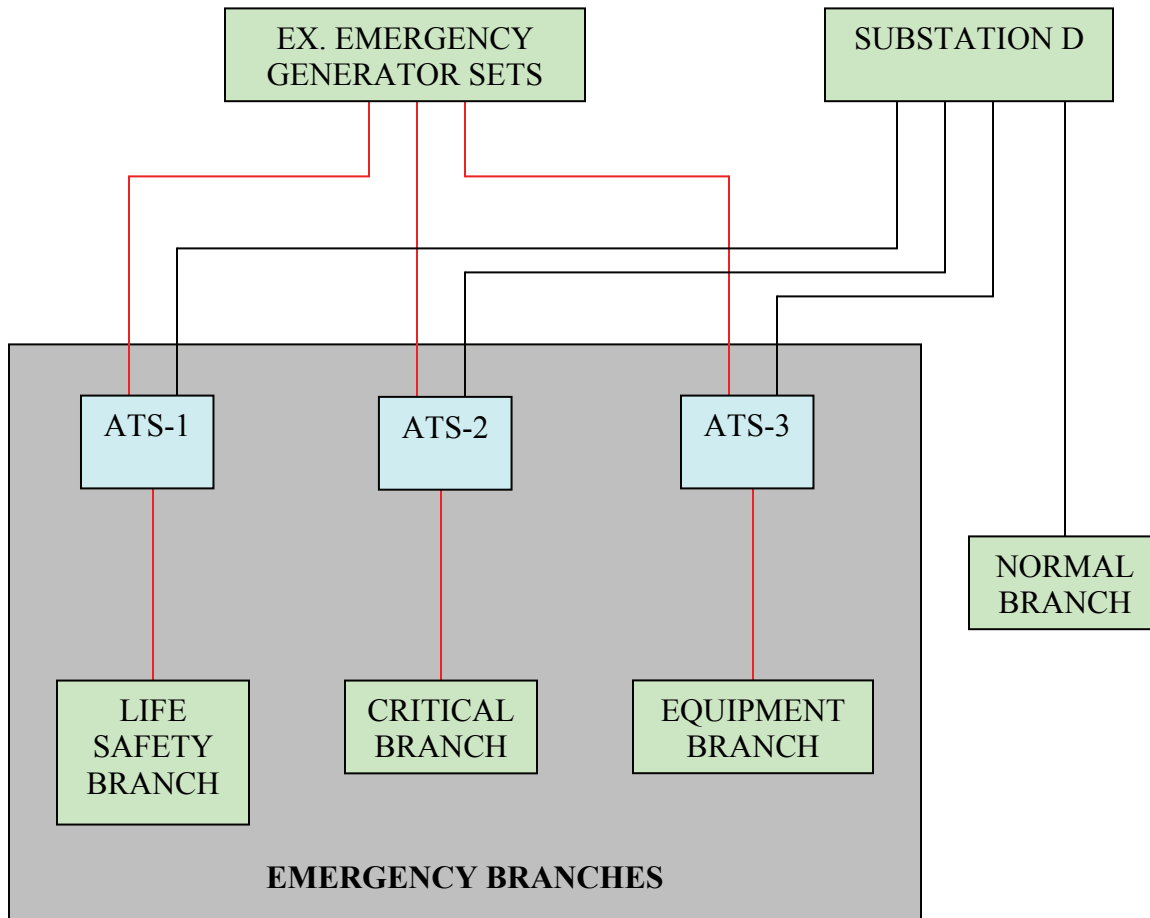 EX. EMERGENCY
GENERATOR SETS
SUBSTATION D
ATS-1
ATS-2
ATS-3
NORMAL
BRANCH
LIFE
SAFETY
BRANCH
CRITICAL
BRANCH
EQUIPMENT
BRANCH
EMERGENCY BRANCHES